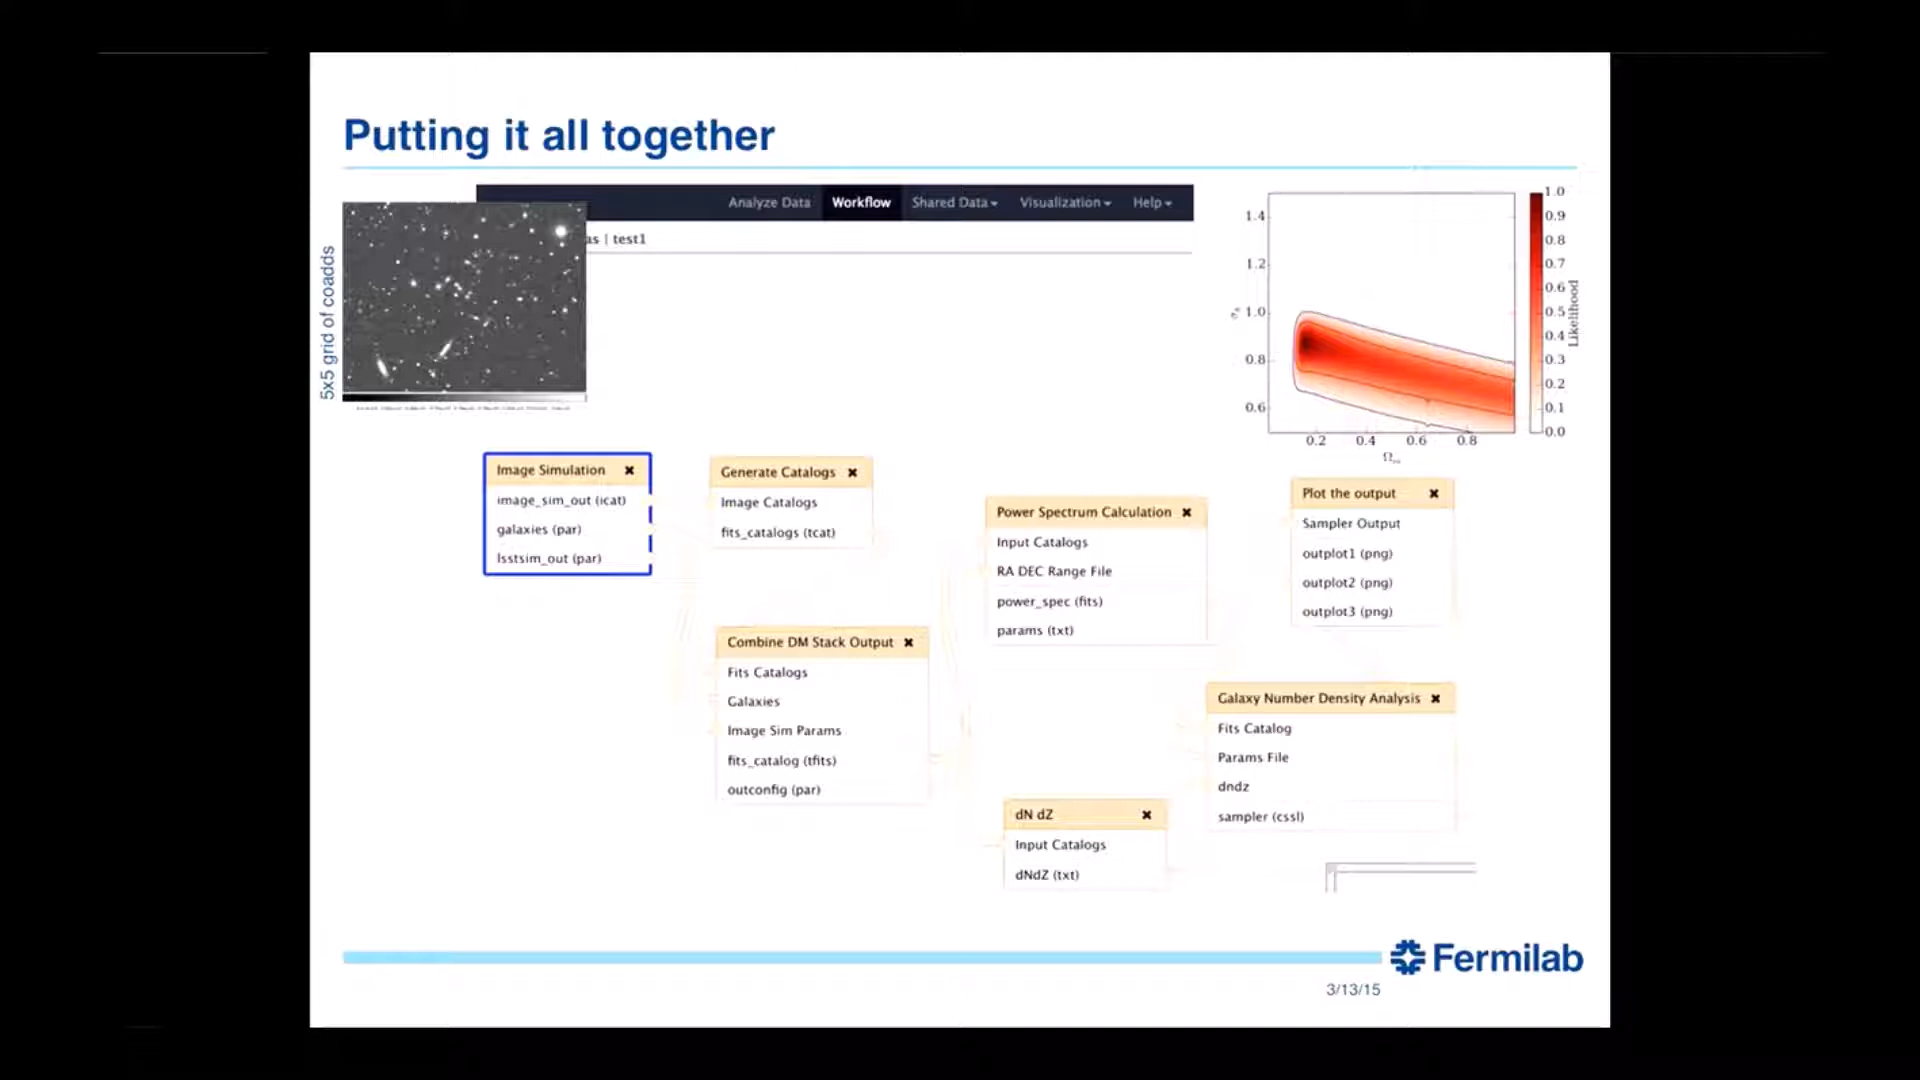 Putting it all together
Analyze Data Workflow Shared Data Visualization Help
as | test1
5x5 grid of coadds
1.4
1.2
1.0
0.8
0.6
0.2 0.4 0.6 0.8
Ωm
σ8
1.0
0.9
0.8
0.7
0.6
0.5
0.4
0.3
0.2
0.1
0.0
Likelihood
Image Simulation
image_sim_out (icat)
galaxies (par)
lsstsim_out (par)
Generate Catalogs
Image Catalogs
fits_catalogs (tcat)
Combine DM Stack Output
Fits Catalogs
Galaxies
Image Sim Params
fits_catalog (tfits)
outconfig (par)
Power Spectrum Calculation
Input Catalogs
RA DEC Range File
power_spec (fits)
params (txt)
dN dZ
Input Catalogs
dNdZ (txt)
Plot the output
Sampler Output
outplot1 (png)
outplot2 (png)
outplot3 (png)
Galaxy Number Density Analysis
Fits Catalog
Params File
dndz
sampler (cssl)
Fermilab
3/13/15